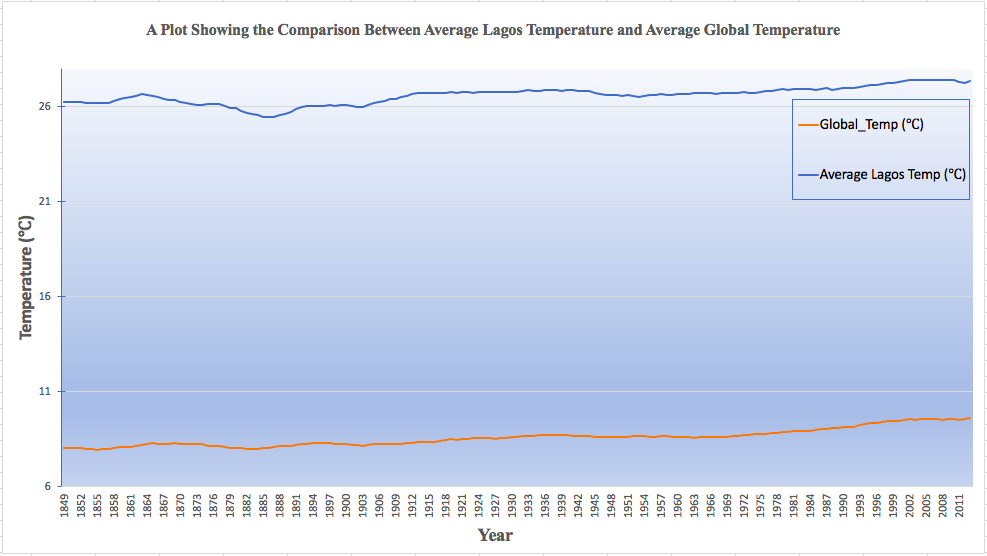 A Plot Showing the Comparison Between Average Lagos Temperature and Average Global Temperature
26
21
16
11
6
Temperature (°C)
Global_Temp (°C)
Average Lagos Temp (°C)
1849 1852 1855 1858 1861 1864 1867 1870 1873 1876 1879 1882 1885 1888 1891 1894 1897 1900 1903 1906 1909 1912 1915 1918 1921 1924 1927 1930 1933 1936 1939 1942 1945 1948 1951 1954 1957 1960 1963 1966 1969 1972 1975 1978 1981 1984 1987 1990 1993 1996 1999 2002 2005 2008 2011
Year